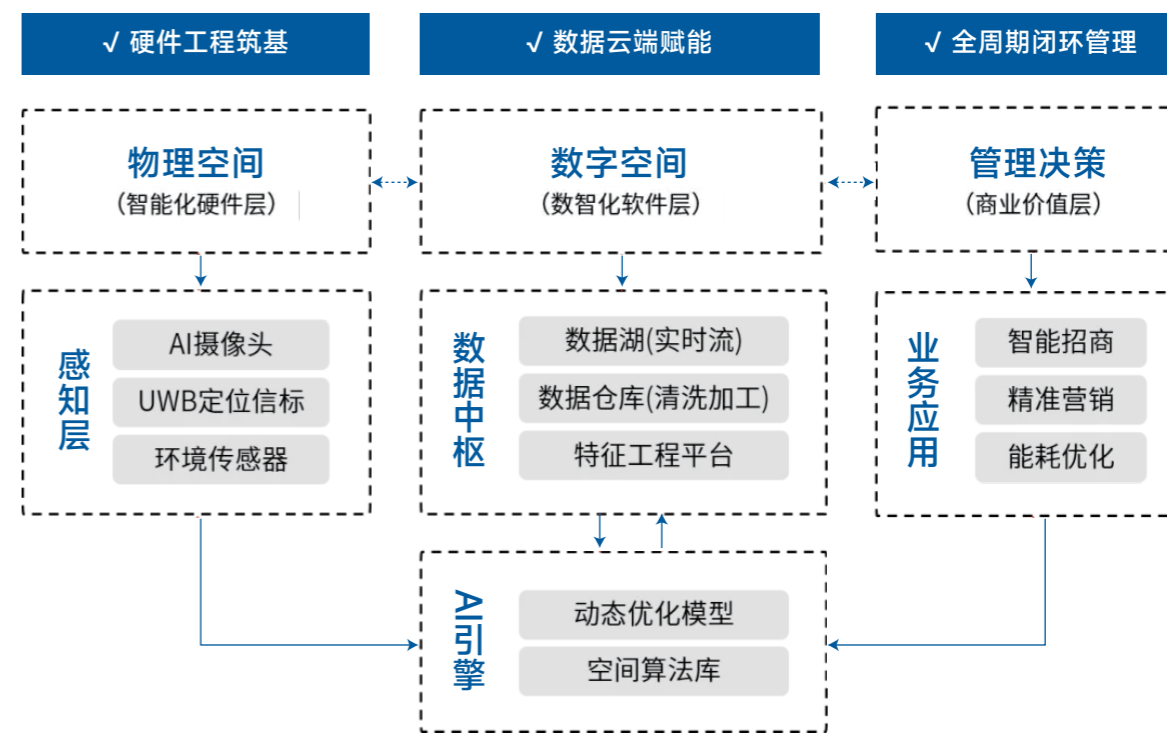 √ 硬件工程筑基
√ 数据云端赋能
√ 全周期闭环管理
物理空间
（智能化硬件层）
数字空间
（数智化软件层）
管理决策
（商业价值层）
感知层
AI摄像头
UWB定位信标
环境传感器
数据中枢
数据湖(实时流)
数据仓库(清洗加工)
特征工程平台
业务应用
智能招商
精准营销
能耗优化
AI引擎
动态优化模型
空间算法库